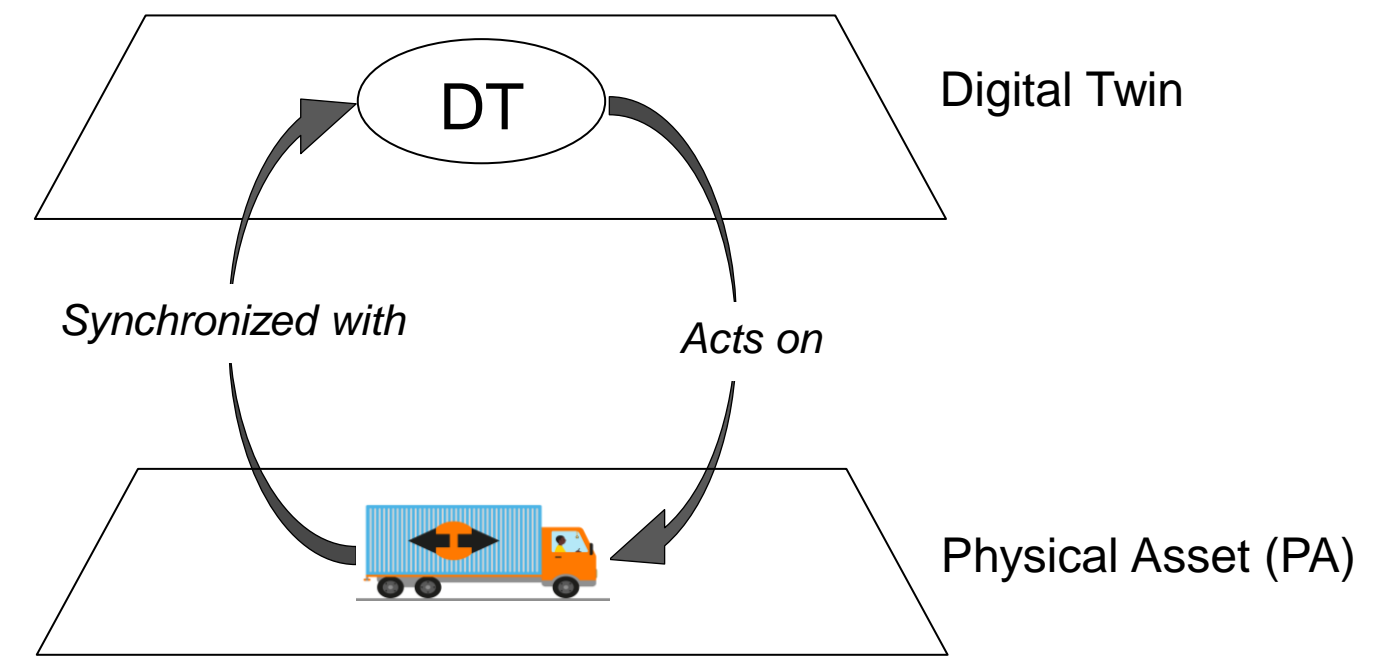 DT
Digital Twin
Synchronized with
Acts on
Physical Asset (PA)